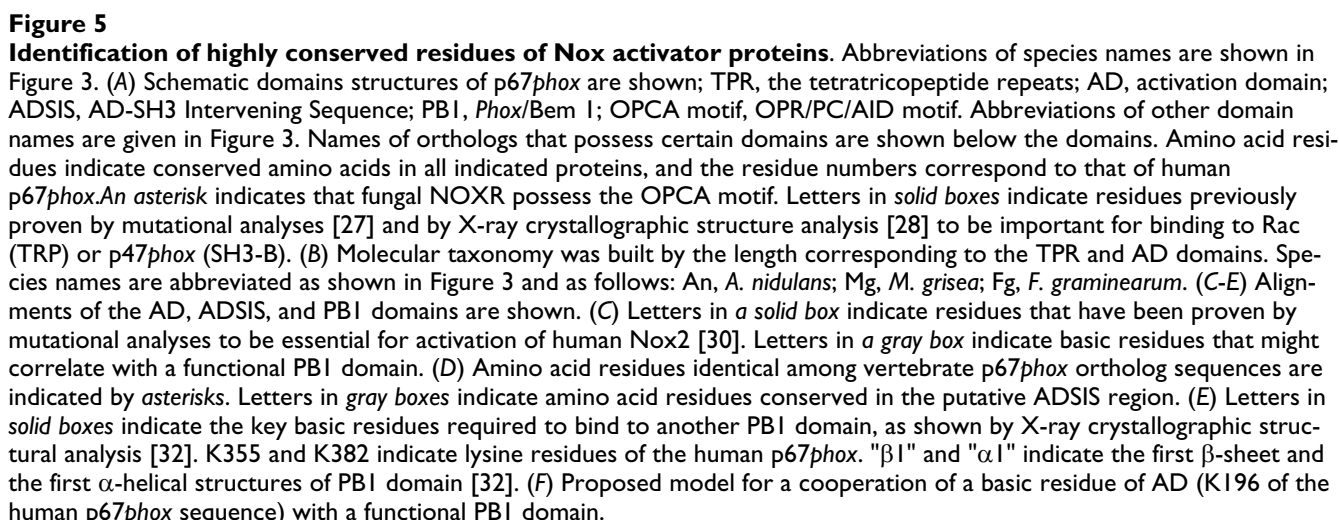 Figure 5
Identification of highly conserved residues of Nox activator proteins. Abbreviations of species names are shown in
Figure 3. (A) Schematic domains structures of p67phox are shown; TPR, the tetratricopeptide repeats; AD, activation domain;
ADSIS, AD-SH3 Intervening Sequence; PB1, Phox/Bem 1; OPCA motif, OPR/PC/AID motif. Abbreviations of other domain
names are given in Figure 3. Names of orthologs that possess certain domains are shown below the domains. Amino acid resi-
dues indicate conserved amino acids in all indicated proteins, and the residue numbers correspond to that of human
p67phox.An asterisk indicates that fungal NOXR possess the OPCA motif. Letters in solid boxes indicate residues previously
proven by mutational analyses [27] and by X-ray crystallographic structure analysis [28] to be important for binding to Rac
(TRP) or p47phox (SH3-B). (B) Molecular taxonomy was built by the length corresponding to the TPR and AD domains. Spe-
cies names are abbreviated as shown in Figure 3 and as follows: An, A. nidulans; Mg, M. grisea; Fg, F. graminearum. (C-E) Align-
ments of the AD, ADSIS, and PB1 domains are shown. (C) Letters in a solid box indicate residues that have been proven by
mutational analyses to be essential for activation of human Nox2 [30]. Letters in a gray box indicate basic residues that might
correlate with a functional PB1 domain. (D) Amino acid residues identical among vertebrate p67phox ortholog sequences are
indicated by asterisks. Letters in gray boxes indicate amino acid residues conserved in the putative ADSIS region. (E) Letters in
solid boxes indicate the key basic residues required to bind to another PB1 domain, as shown by X-ray crystallographic struc-
tural analysis [32]. K355 and K382 indicate lysine residues of the human p67phox. "β1" and "α1" indicate the first β-sheet and
the first α-helical structures of PB1 domain [32]. (F) Proposed model for a cooperation of a basic residue of AD (K196 of the
human p67phox sequence) with a functional PB1 domain.